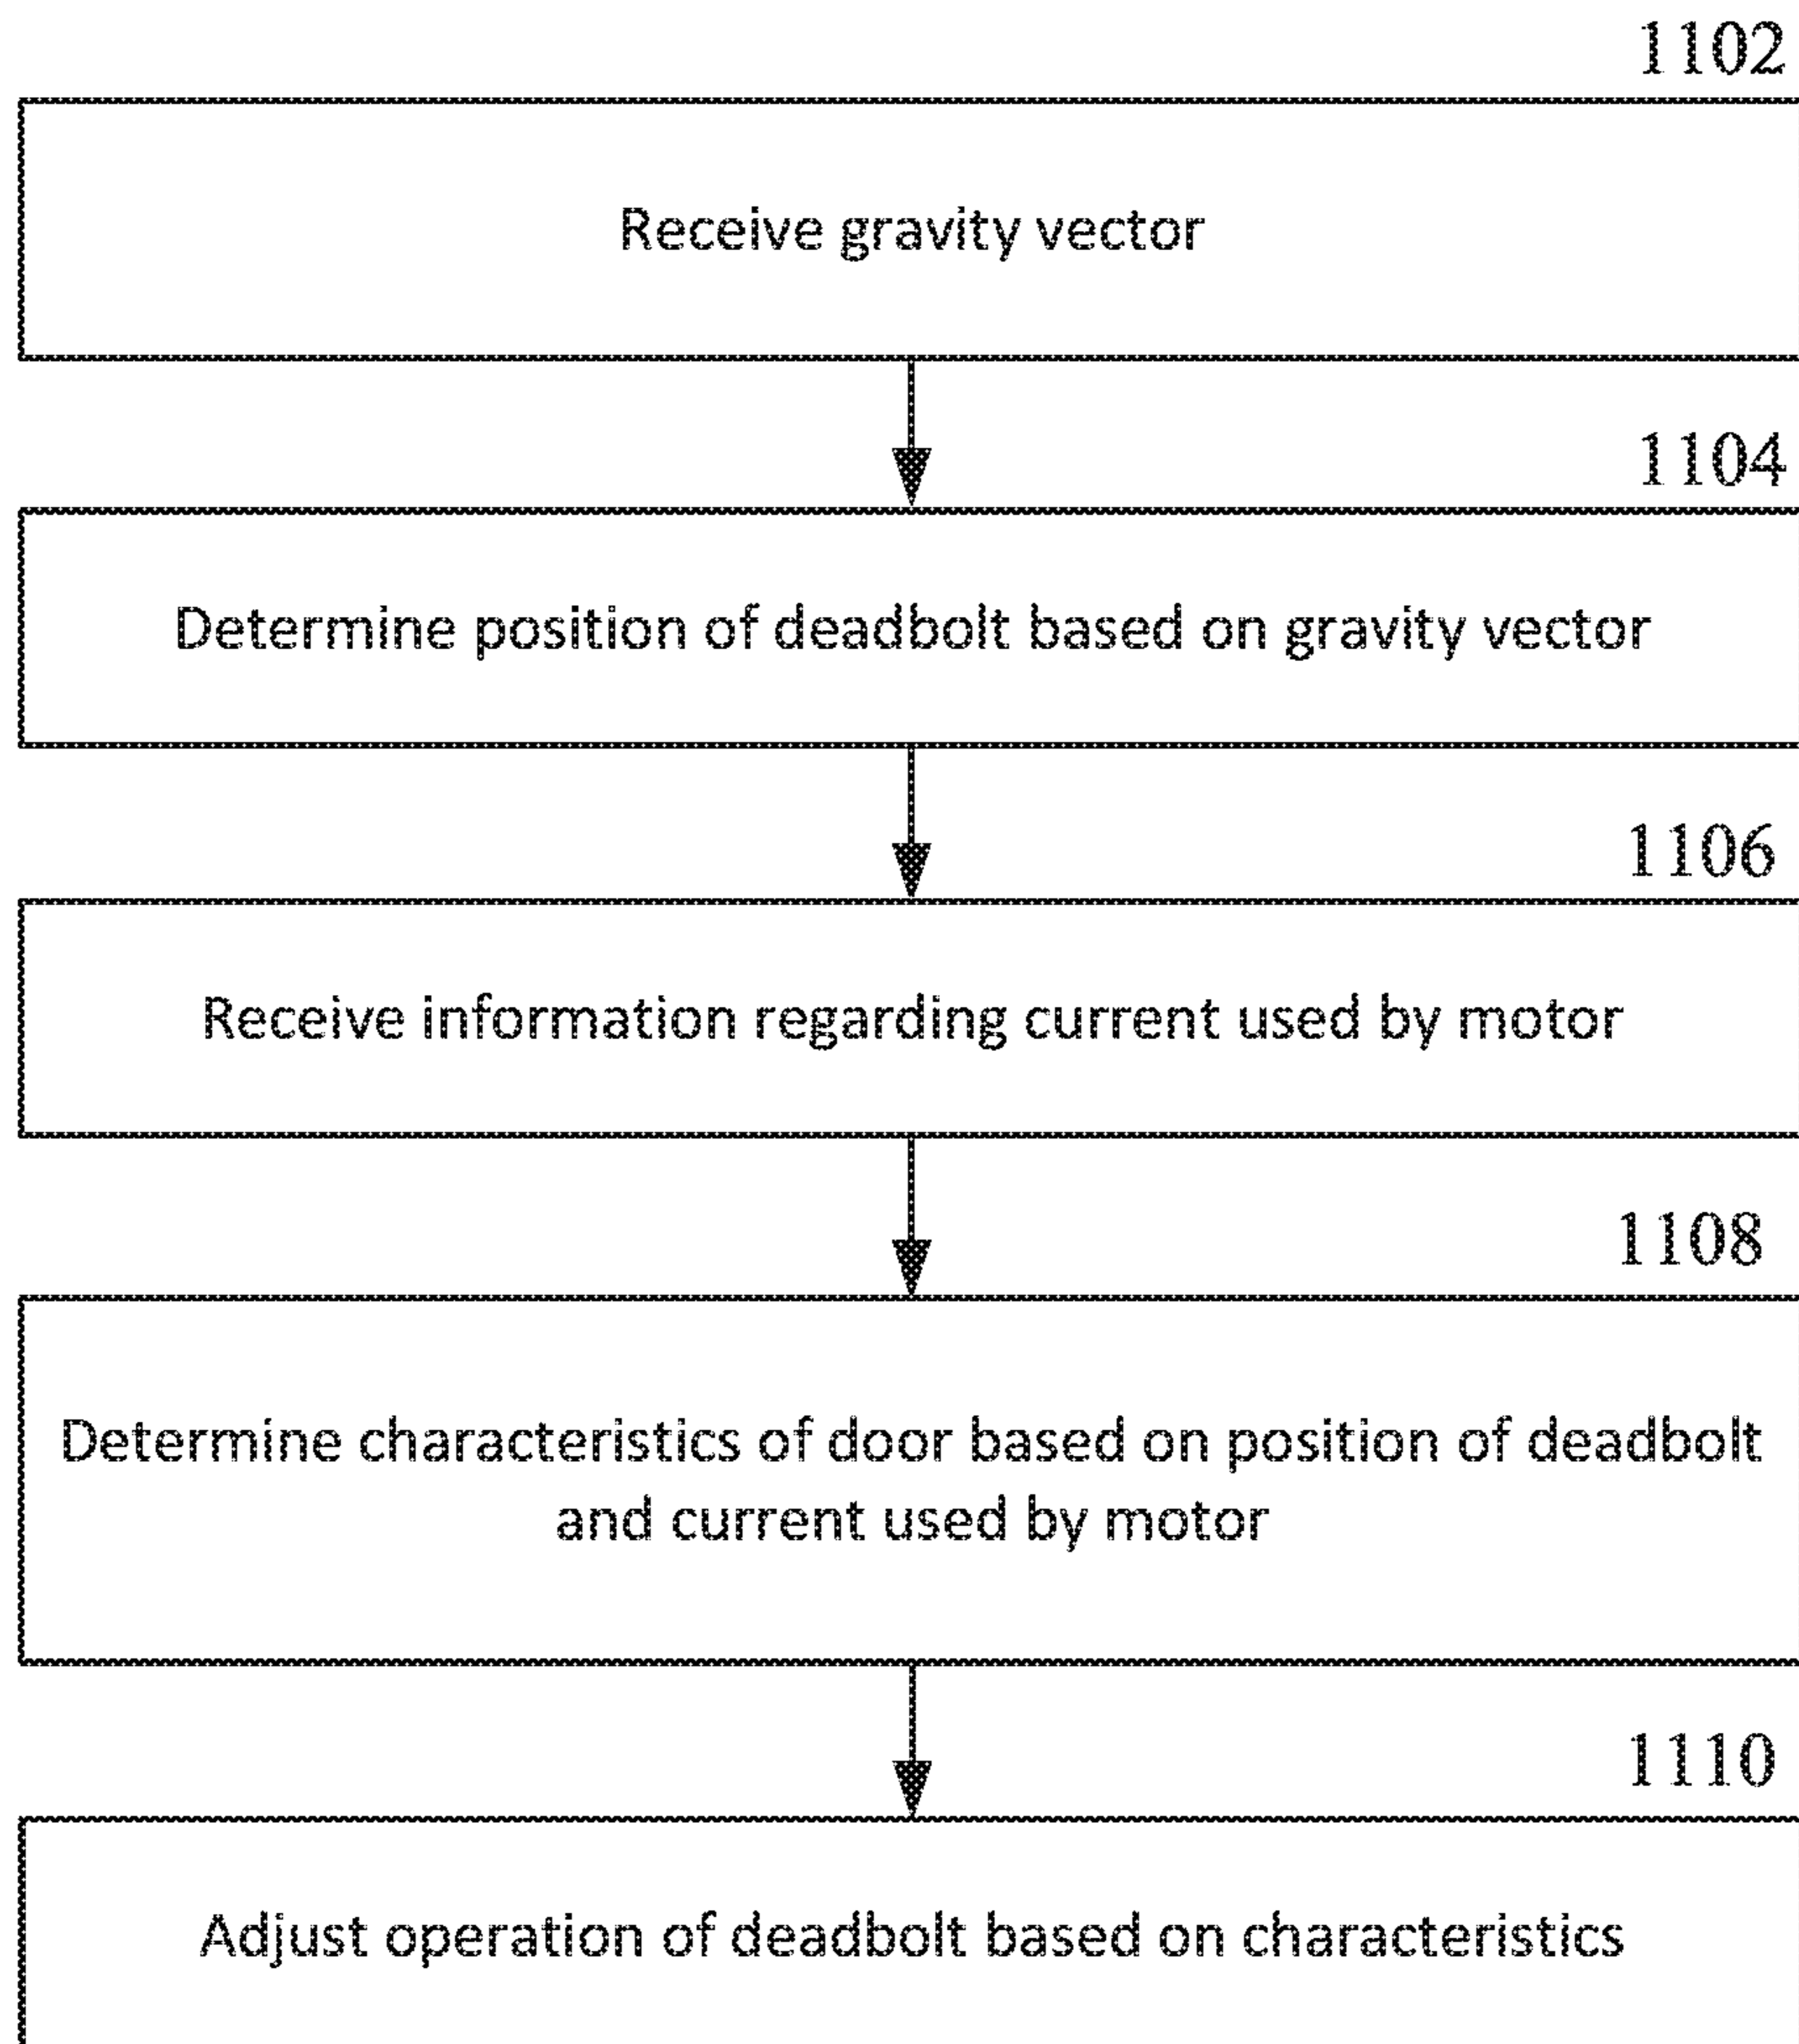 1102
Receive gravity vector
1104
Determine position of deadbolt based on gravity vector
1106
Receive information regarding current used by motor
1108
Determine characteristics of door based on position of deadbolt
and current used by motor
1110
Adjust operation of deadbolt based on characteristics